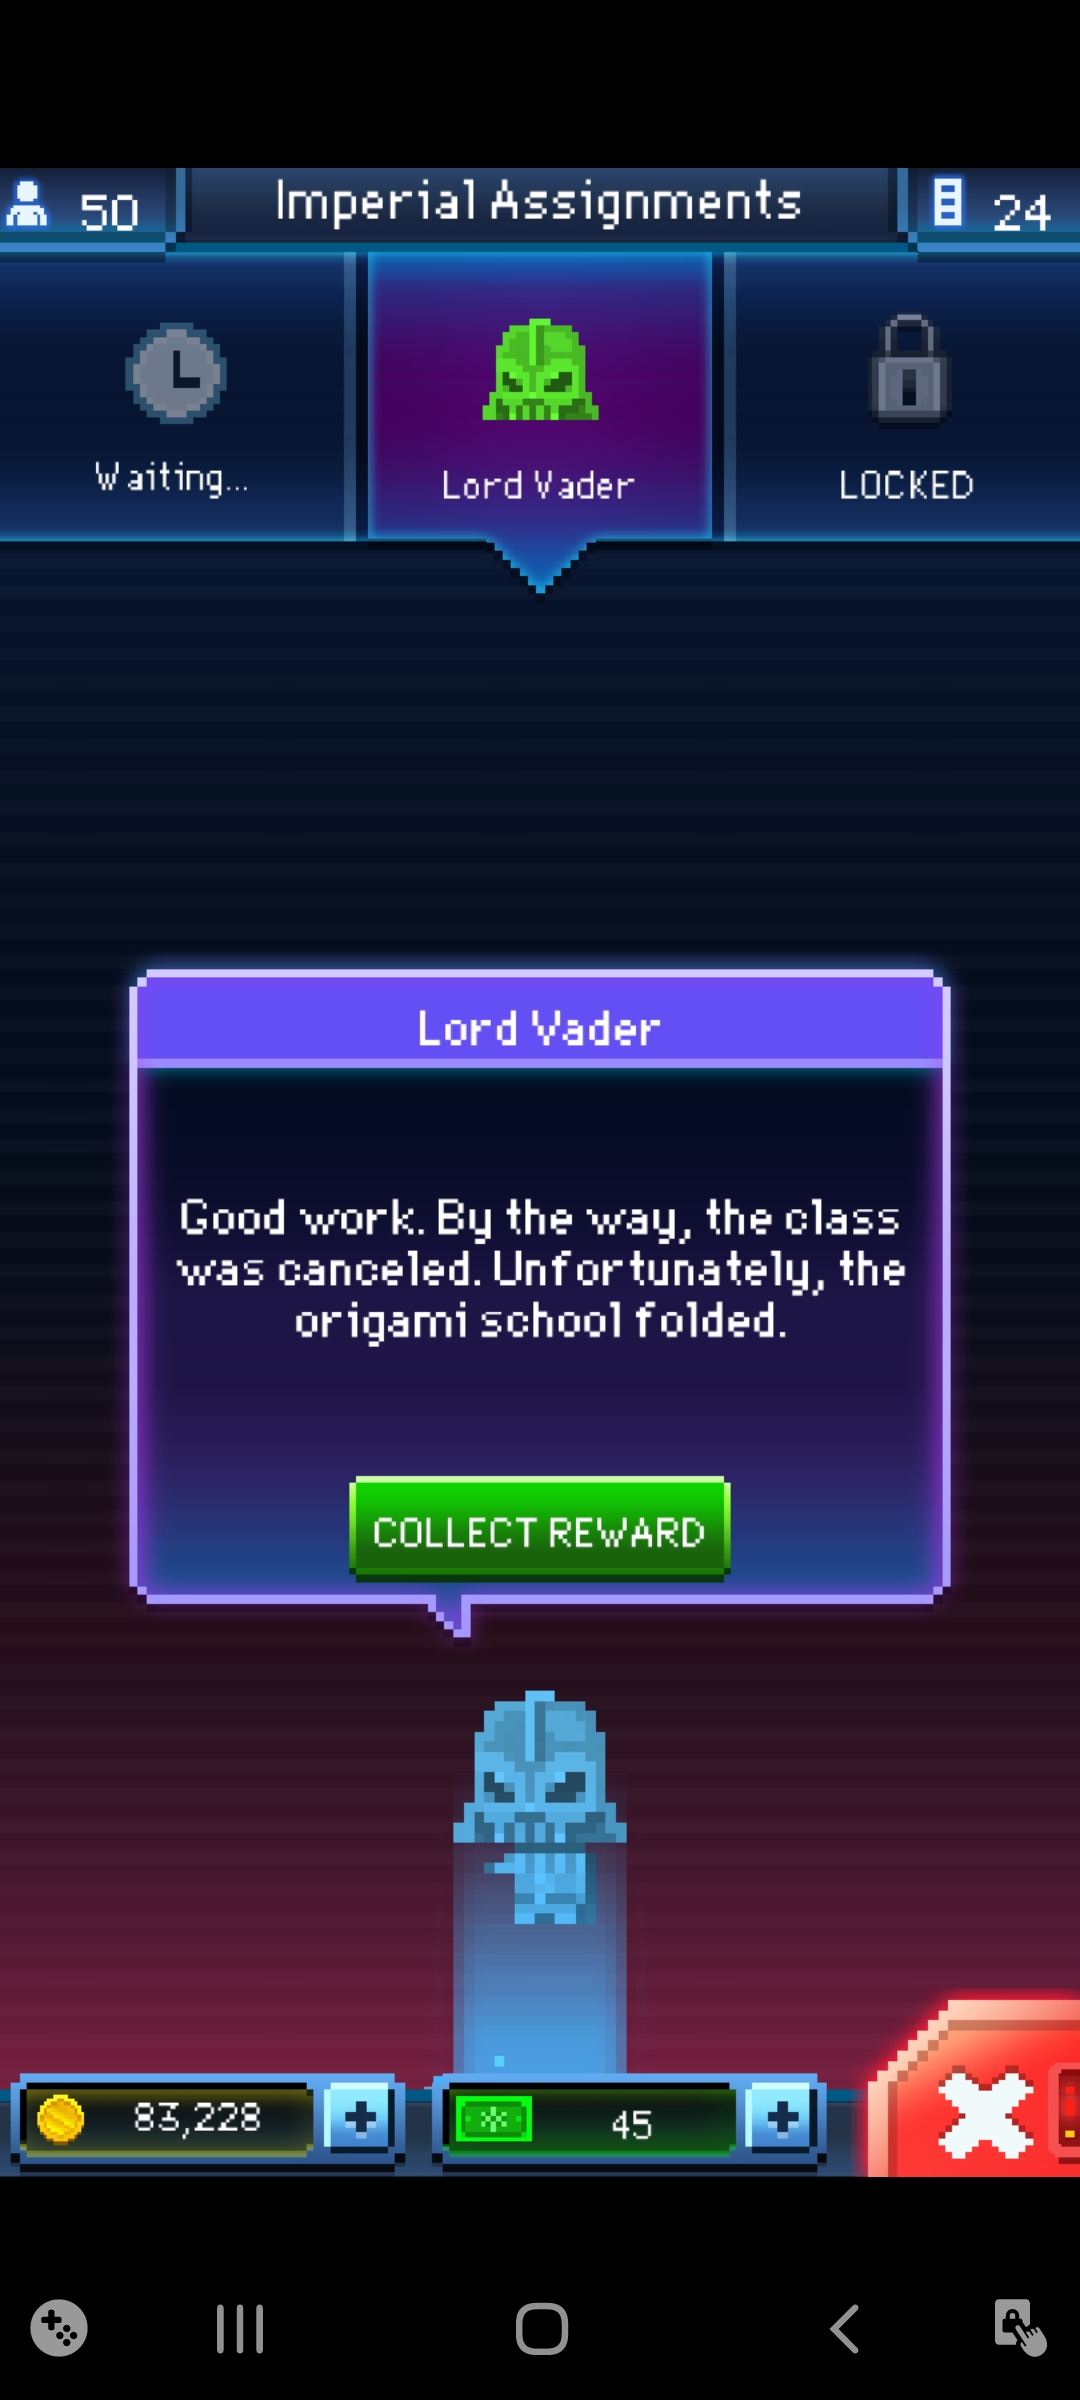 50
Imperial Assignments
24
Waiting...
Lord Vader
LOCKED
Lord Vader
Good work. By the way, the class
was canceled. Unfortunately, the
origami school folded.
COLLECT REWARD
83,228
45